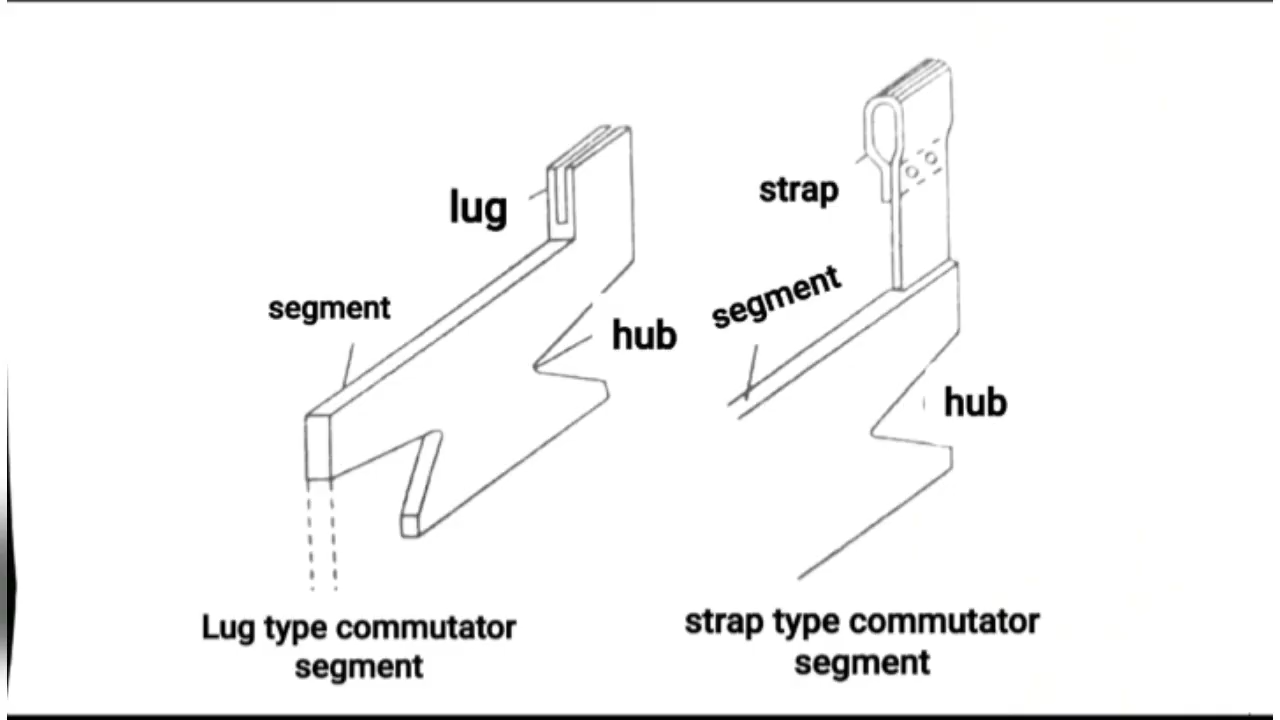 lug
segment
hub
Lug type commutator
segment
strap
segment
hub
strap type commutator
segment